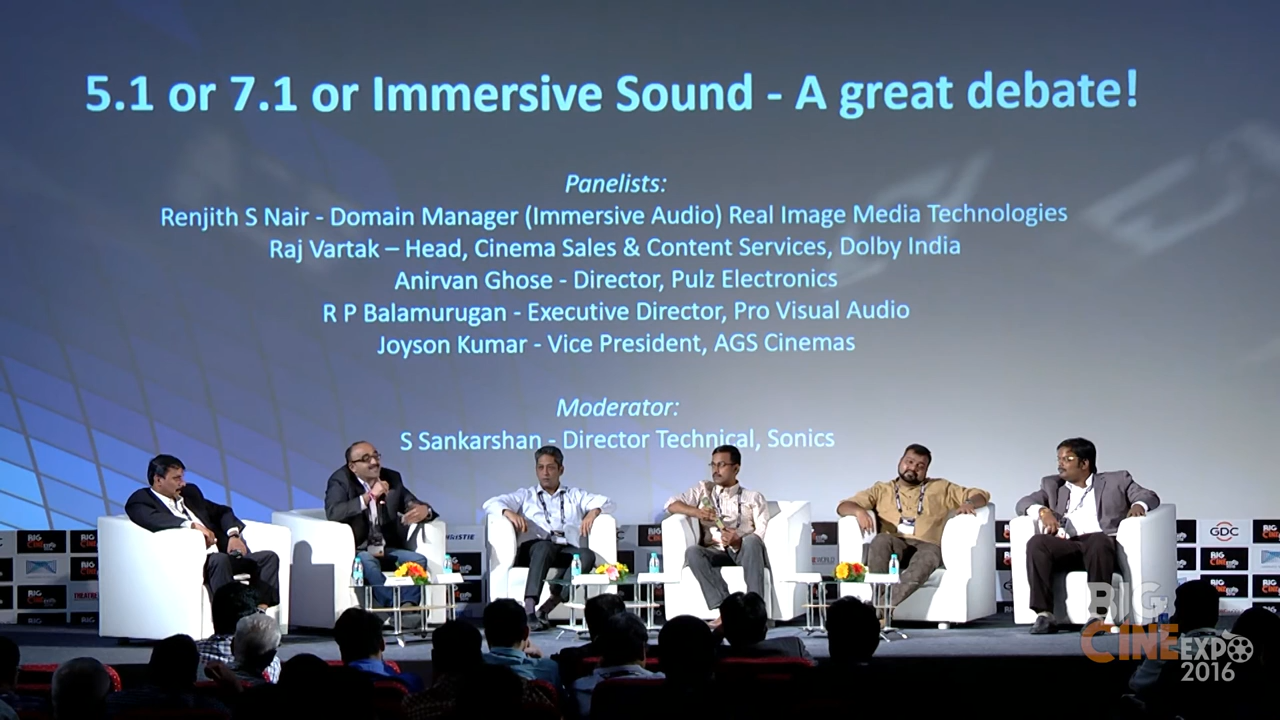 5.1 or 7.1 or Immersive Sound - A great debate!
Panelists:
Renjith S Nair - Domain Manager (Immersive Audio) Real Image Media Technologies
Raj Vartak – Head, Cinema Sales & Content Services, Dolby India
Anirvan Ghose - Director, Pulz Electronics
R P Balamurugan - Executive Director, Pro Visual Audio
Joyson Kumar - Vice President, AGS Cinemas
Moderator:
S Sankarshan - Director Technical, Sonics
GDC
BIG
CINE EXPO
2016